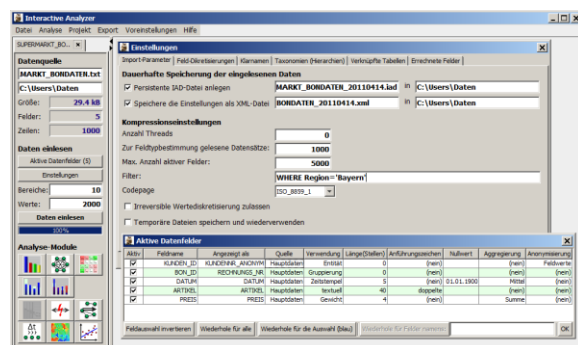 Interactive Analyzer
Datei Analyse Projekt Export Voreinstellungen Hilfe
SUPERMARKT_BO...
Datenquelle
MARKT_BONDATEN.txt
C:\Users\Daten
Größe: 29.4 kB
Felder: 5
Zeilen: 1000
Daten einlesen
Aktive Datenfelder (5)
Einstellungen
Bereiche: 10
Werte: 2000
Daten einlesen
100%
Analyse-Module
Δt
Einstellungen
Import-Parameter Feld-Diskretisierungen Klarnamen Taxonomien (Hierarchien) Verknüpfte Tabellen Errechnete Felder
Dauerhafte Speicherung der eingelesenen Daten
Persistente IAD-Datei anlegen MARKT_BONDATEN_20110414.iad in C:\Users\Daten
Speichere die Einstellungen als XML-Datei BONDATEN_20110414.xml in C:\Users\Daten
Kompressionseinstellungen
Anzahl Threads 0
Zur Feldtypbestimmung gelesene Datensätze: 1000
Max. Anzahl aktiver Felder: 5000
Filter: WHERE Region='Bayern'
Codepage ISO_8859_1
Irreversible Wertediskretisierung zulassen
Temporäre Dateien speichern und wiederverwenden
Aktive Datenfelder
Aktiv Feldname Angezeigt als Quelle Verwendung Länge(Stellen) Anführungszeichen Nullwert Aggregierung Anonymisierung
KUNDEN_ID KUNDENNR_ANONYM Hauptdaten Entität 0 (nein) (nein) Feldwerte
BON_ID RECHNUNGS_NR Hauptdaten Gruppierung 0 (nein) (nein) (nein)
DATUM DATUM Hauptdaten Zeitstempel 5 (nein) 01.01.1900 Mittel (nein)
ARTIKEL ARTIKEL Hauptdaten textuell 40 doppelte (nein) (nein)
PREIS PREIS Hauptdaten Gewicht 4 (nein) Summe (nein)
Feldauswahl invertieren Wiederhole für alle Wiederhole für die Auswahl (blau) Wiederhole für Felder namens: OK